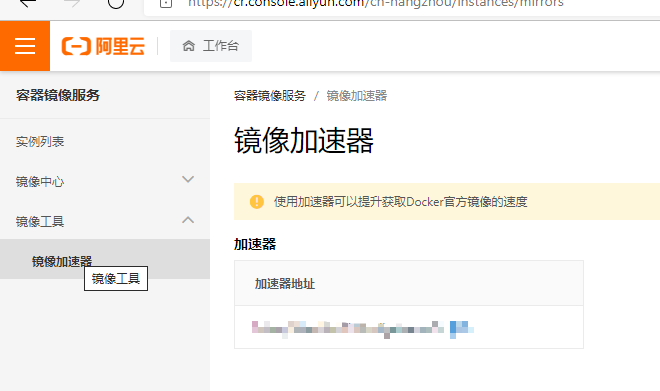 https://cr.console.aliyun.com/cn-hangzhou/instances/mirrors
阿里云
工作台
容器镜像服务
实例列表
镜像中心
镜像工具
镜像加速器
镜像工具
容器镜像服务 / 镜像加速器
镜像加速器
使用加速器可以提升获取Docker官方镜像的速度
加速器
加速器地址